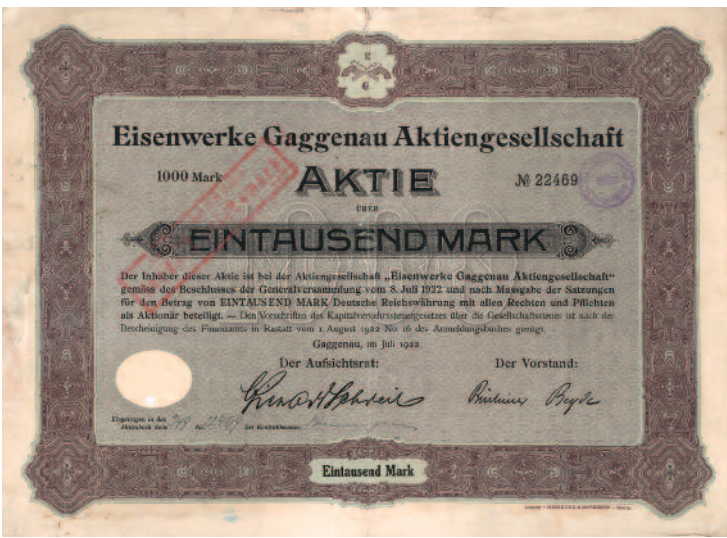 E
G
Eisenwerke Gaggenau Aktiengesellschaft
1000 Mark
AKTIE
№ 22469
ÜBER
EINTAUSEND MARK
Der Inhaber dieser Aktie ist bei der Aktiengesellschaft „Eisenwerke Gaggenau Aktiengesellschaft“
gemäss des Beschlusses der Generalversammlung vom 8. Juli 1922 und nach Massgabe der Satzungen
für den Betrag von EINTAUSEND MARK Deutsche Reichswährung mit allen Rechten und Pflichten
als Aktionär beteiligt. — Den Vorschriften des Kapitalverkehrssteuergesetzes über die Gesellschaftssteuer ist nach der
Bescheinigung des Finanzamts in Rastatt vom 1. August 1922 No 16 des Anmeldungsbuches genügt.
Gaggenau, im Juli 1922.
Der Aufsichtsrat:
Der Vorstand:
Eingetragen in das
Aktienbuch Seite No. Der Kontrollbeamte:
Eintausend Mark